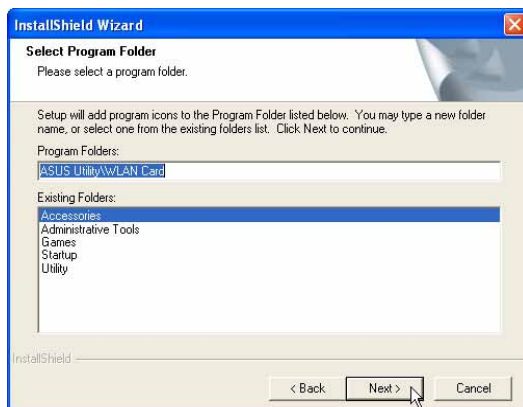 InstallShield Wizard
Select Program Folder
Please select a program folder.
Setup will add program icons to the Program Folder listed below.  You may type a new folder
name, or select one from the existing folders list.  Click Next to continue.
Program Folders:
ASUS Utility\WLAN Card
Existing Folders:
Accessories
Administrative Tools
Games
Startup
Utility
InstallShield
< Back
Next >
Cancel